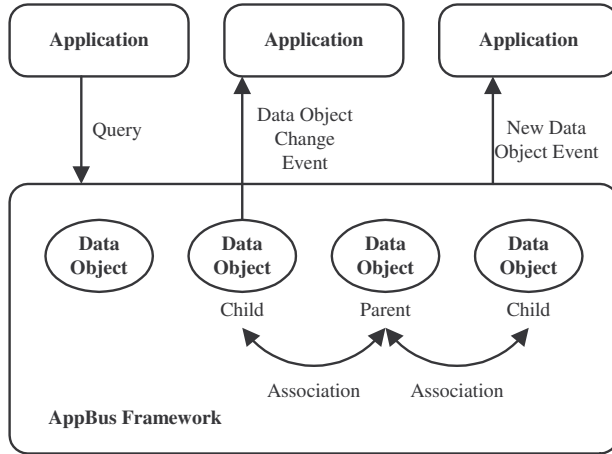 Application
Application
Application
Query
Data Object
Change
Event
New Data
Object Event
Data
Object
Data
Object
Data
Object
Data
Object
Child
Parent
Child
Association
Association
AppBus Framework